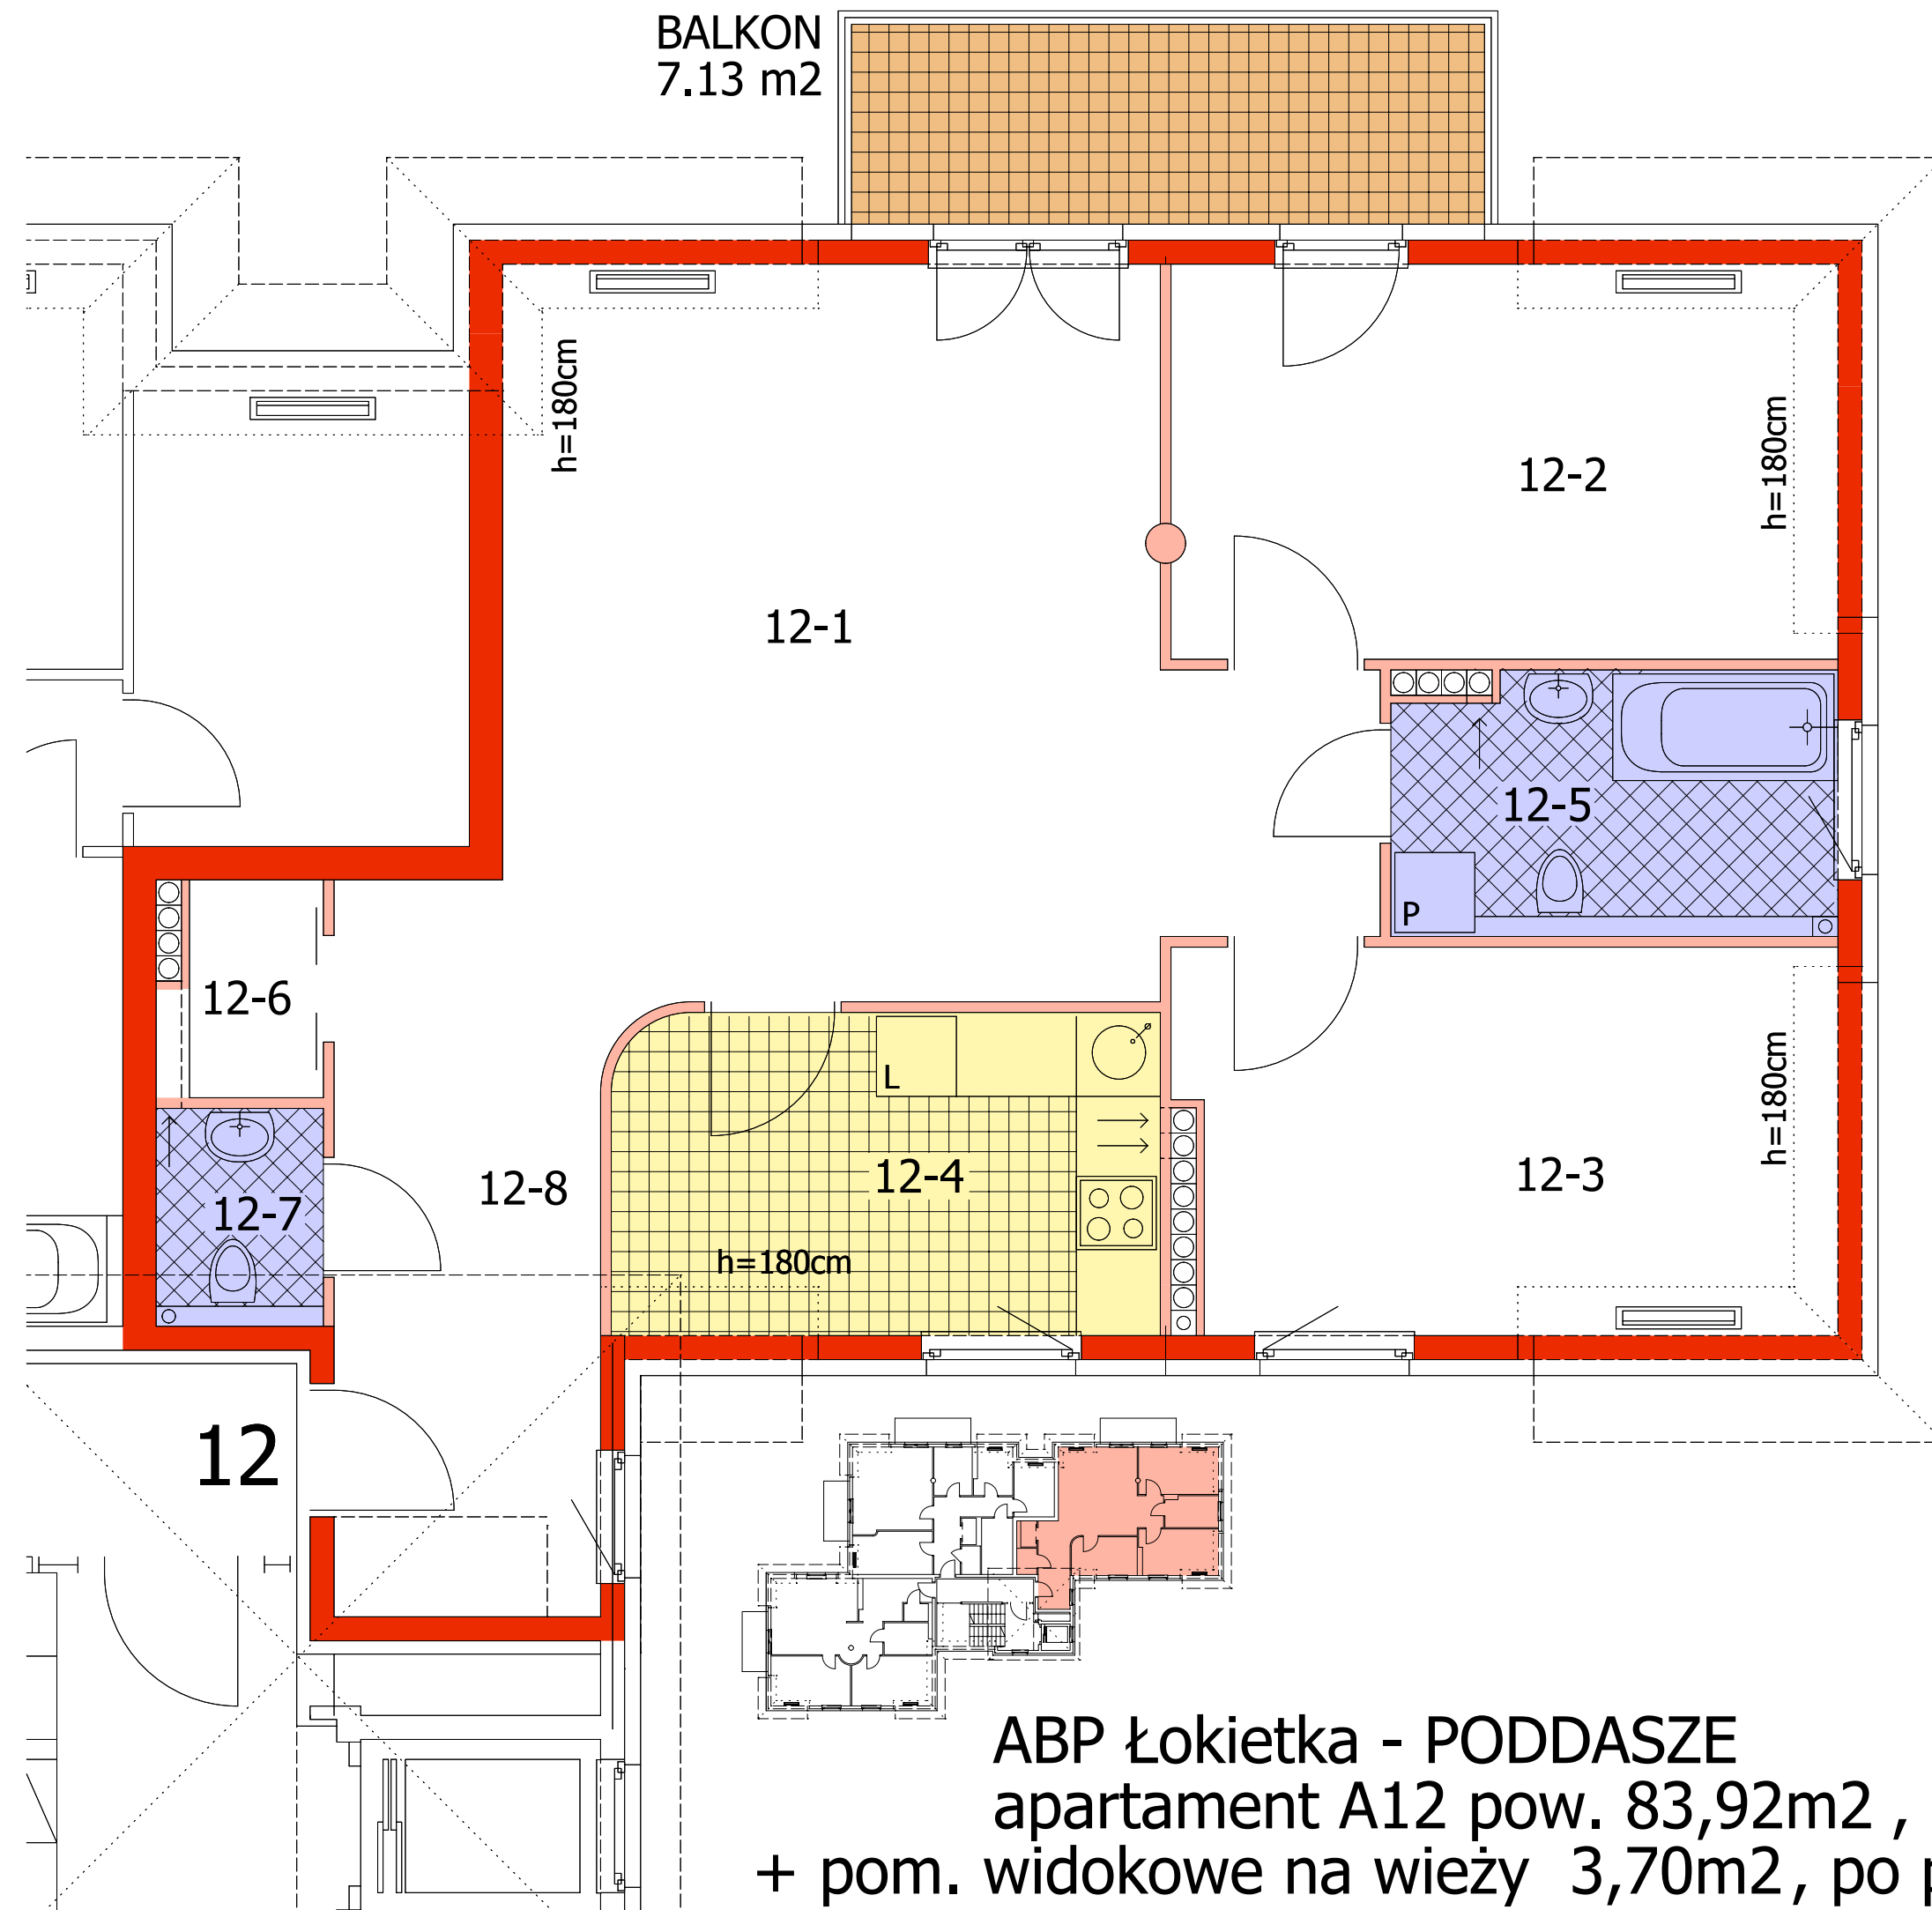 BALKON
7.13 m2
h=180cm
12-2
h=180cm
12-1
12-5
P
12-6
L
h=180cm
12-4
12-3
12-8
12-7
h=180cm
12
ABP Łokietka - PODDASZE
apartament A12 pow. 83,92m2 ,
+ pom. widokowe na wieży 3,70m2, po